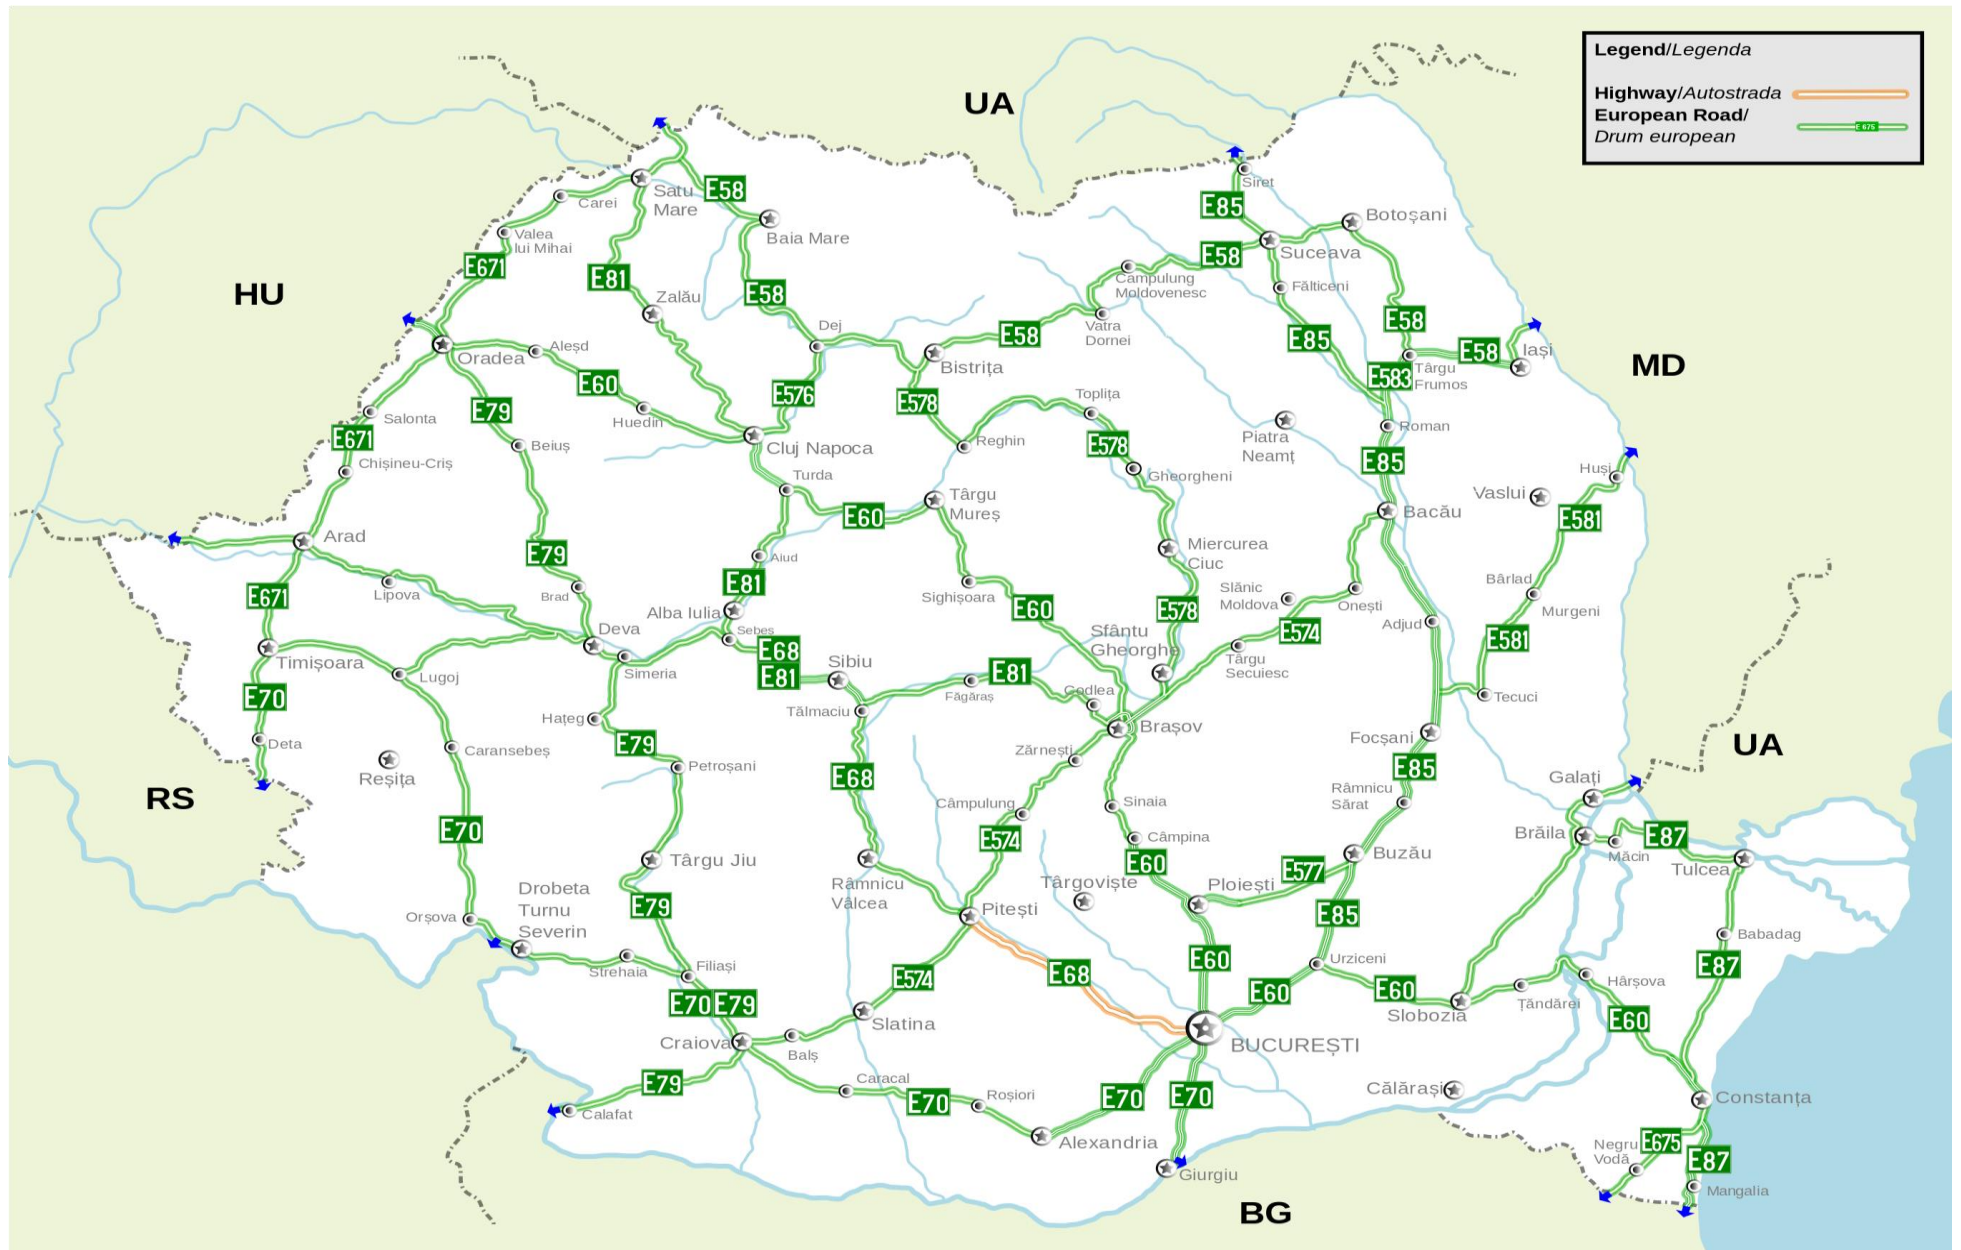 Legend/Legenda
Highway/Autostrada
European Road/
Drum european
E 675
UA
HU
MD
RS
UA
BG
Satu
Mare
E58
Baia Mare
Carei
Valea
lui Mihai
E671
E81
Zalău
E58
Siret
E85
Botoșani
Suceava
E58
Câmpulung
Moldovenesc
Fălticeni
E85
E58
Vatra
Dornei
E58
Dej
Bistrița
Oradea
Aleșd
E60
Huedin
E576
E578
E79
Salonta
E671
Chișineu-Criș
Beiuș
Cluj Napoca
Turda
Reghin
Toplița
E578
Gheorgheni
Piatra
Neamț
E583
Târgu
Frumos
E58
Iași
Roman
E85
Huși
Vaslui
E581
Bacău
Târgu
Mureș
E60
Arad
E79
Brad
Aiud
E81
Alba Iulia
Sebeș
E68
E81
Sibiu
Sighișoara
E60
Miercurea
Ciuc
E578
Slănic
Moldova
Onești
E574
Târgu
Secuiesc
Sfântu
Gheorghe
Adjud
Bârlad
Murgeni
E581
Tecuci
E671
Lipova
Deva
Simeria
Timișoara
Lugoj
E70
Deta
Reșița
Caransebeș
Hațeg
E79
Petroșani
Tălmaciu
Făgăraș
E81
Codlea
Brașov
Zărnești
E68
Câmpulung
E574
Sinaia
Câmpina
E60
Focșani
E85
Râmnicu
Sărat
Galați
Brăila
E87
Măcin
Tulcea
Buzău
E577
Ploiești
Târgoviște
E70
Târgu Jiu
Râmnicu
Vâlcea
Pitești
Orșova
Drobeta
Turnu
Severin
E79
Strehaia
Filiași
E70
E79
E574
E68
E60
E85
Urziceni
E60
E60
Slobozia
Țăndărei
Hârșova
E60
Babadag
E87
Craiova
Balș
Slatina
BUCUREȘTI
Călărași
Constanța
E79
Calafat
Caracal
E70
Roșiori
E70
E70
Alexandria
Giurgiu
Negru
Vodă
E675
E87
Mangalia